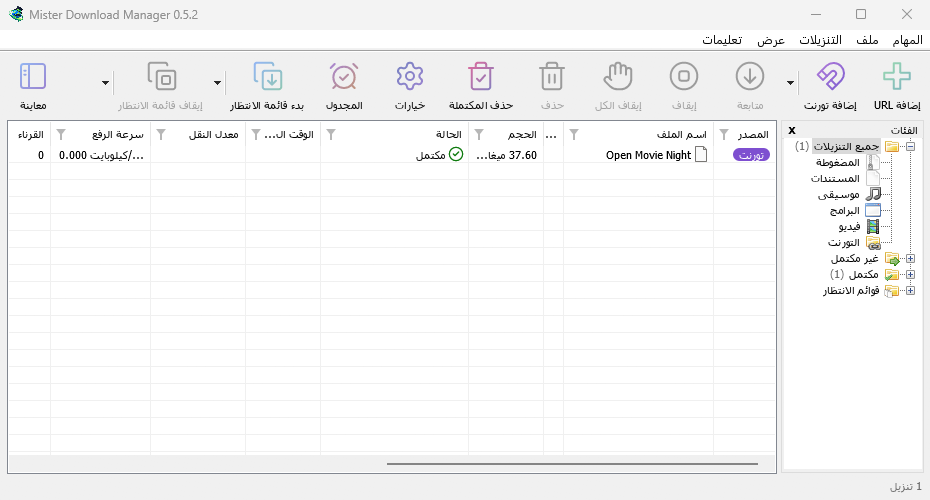 Mister Download Manager 0.5.2
المهام ملف التنزيلات عرض تعليمات
إضافة URL إضافة تورنت متابعة إيقاف إيقاف الكل حذف حذف المكتملة خيارات المجدول بدء قائمة الانتظار إيقاف قائمة الانتظار معاينة
الفئات x
جميع التنزيلات (1)
المضغوطة
المستندات
موسيقى
البرامج
فيديو
التورنت
غير مكتمل
مكتمل (1)
قوائم الانتظار
المصدر اسم الملف ... الحجم الحالة الوقت ال... معدل النقل سرعة الرفع القرناء
تورنت Open Movie Night 37.60 ميغا... مكتمل 0.000 كيلوبايت/... 0
1 تنزيل